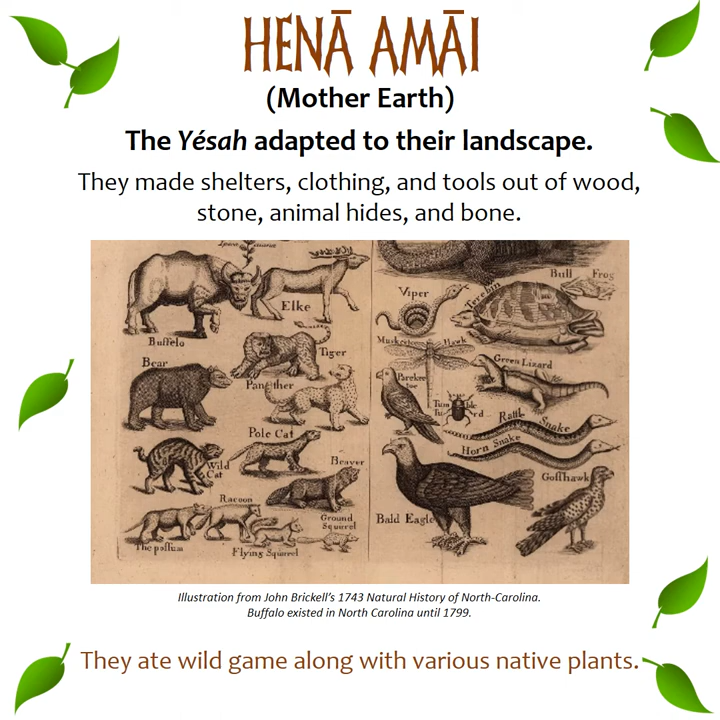 HENĀ AMĀI
(Mother Earth)
The Yésah adapted to their landscape.
They made shelters, clothing, and tools out of wood,
stone, animal hides, and bone.
Buffelo
Elke
Tiger
Bear
Panther
Pole Cat
Wild
Cat
Beaver
Racoon
Ground
Squirrel
The possum
Flying Squirrel
Bull Frog
Viper
Terebin
Hawk
Green Lizard
Rattle Snake
Horn Snake
Bald Eagle
Goshawk
Illustration from John Brickell's 1743 Natural History of North-Carolina.
Buffalo existed in North Carolina until 1799.
They ate wild game along with various native plants.